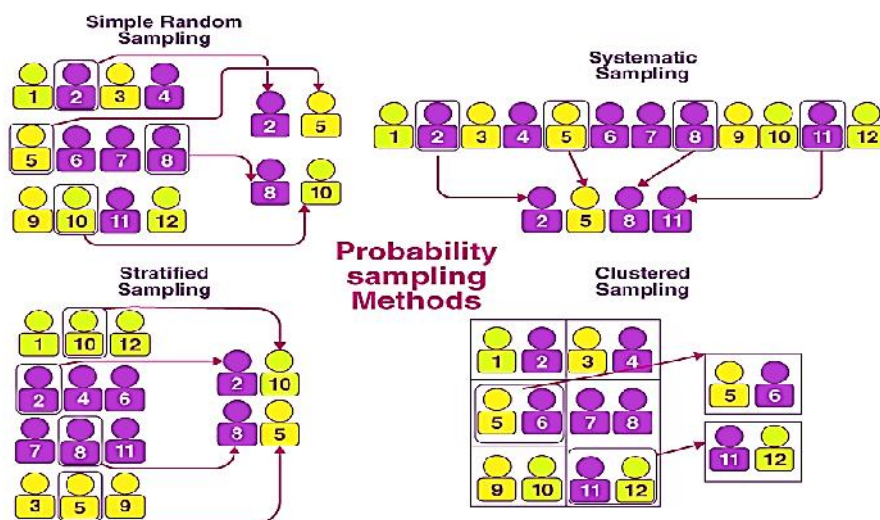 Simple Random
Sampling
1 2 3 4
2 5
5 6 7 8
8 10
9 10 11 12
Systematic
Sampling
1 2 3 4 5 6 7 8 9 10 11 12
2 5 8 11
Probability
sampling
Methods
Stratified
Sampling
1 10 12
2 10
2 4 6
8 5
7 8 11
3 5 9
Clustered
Sampling
1 2 3 4
5 6 7 8
5 6
9 10 11 12
11 12